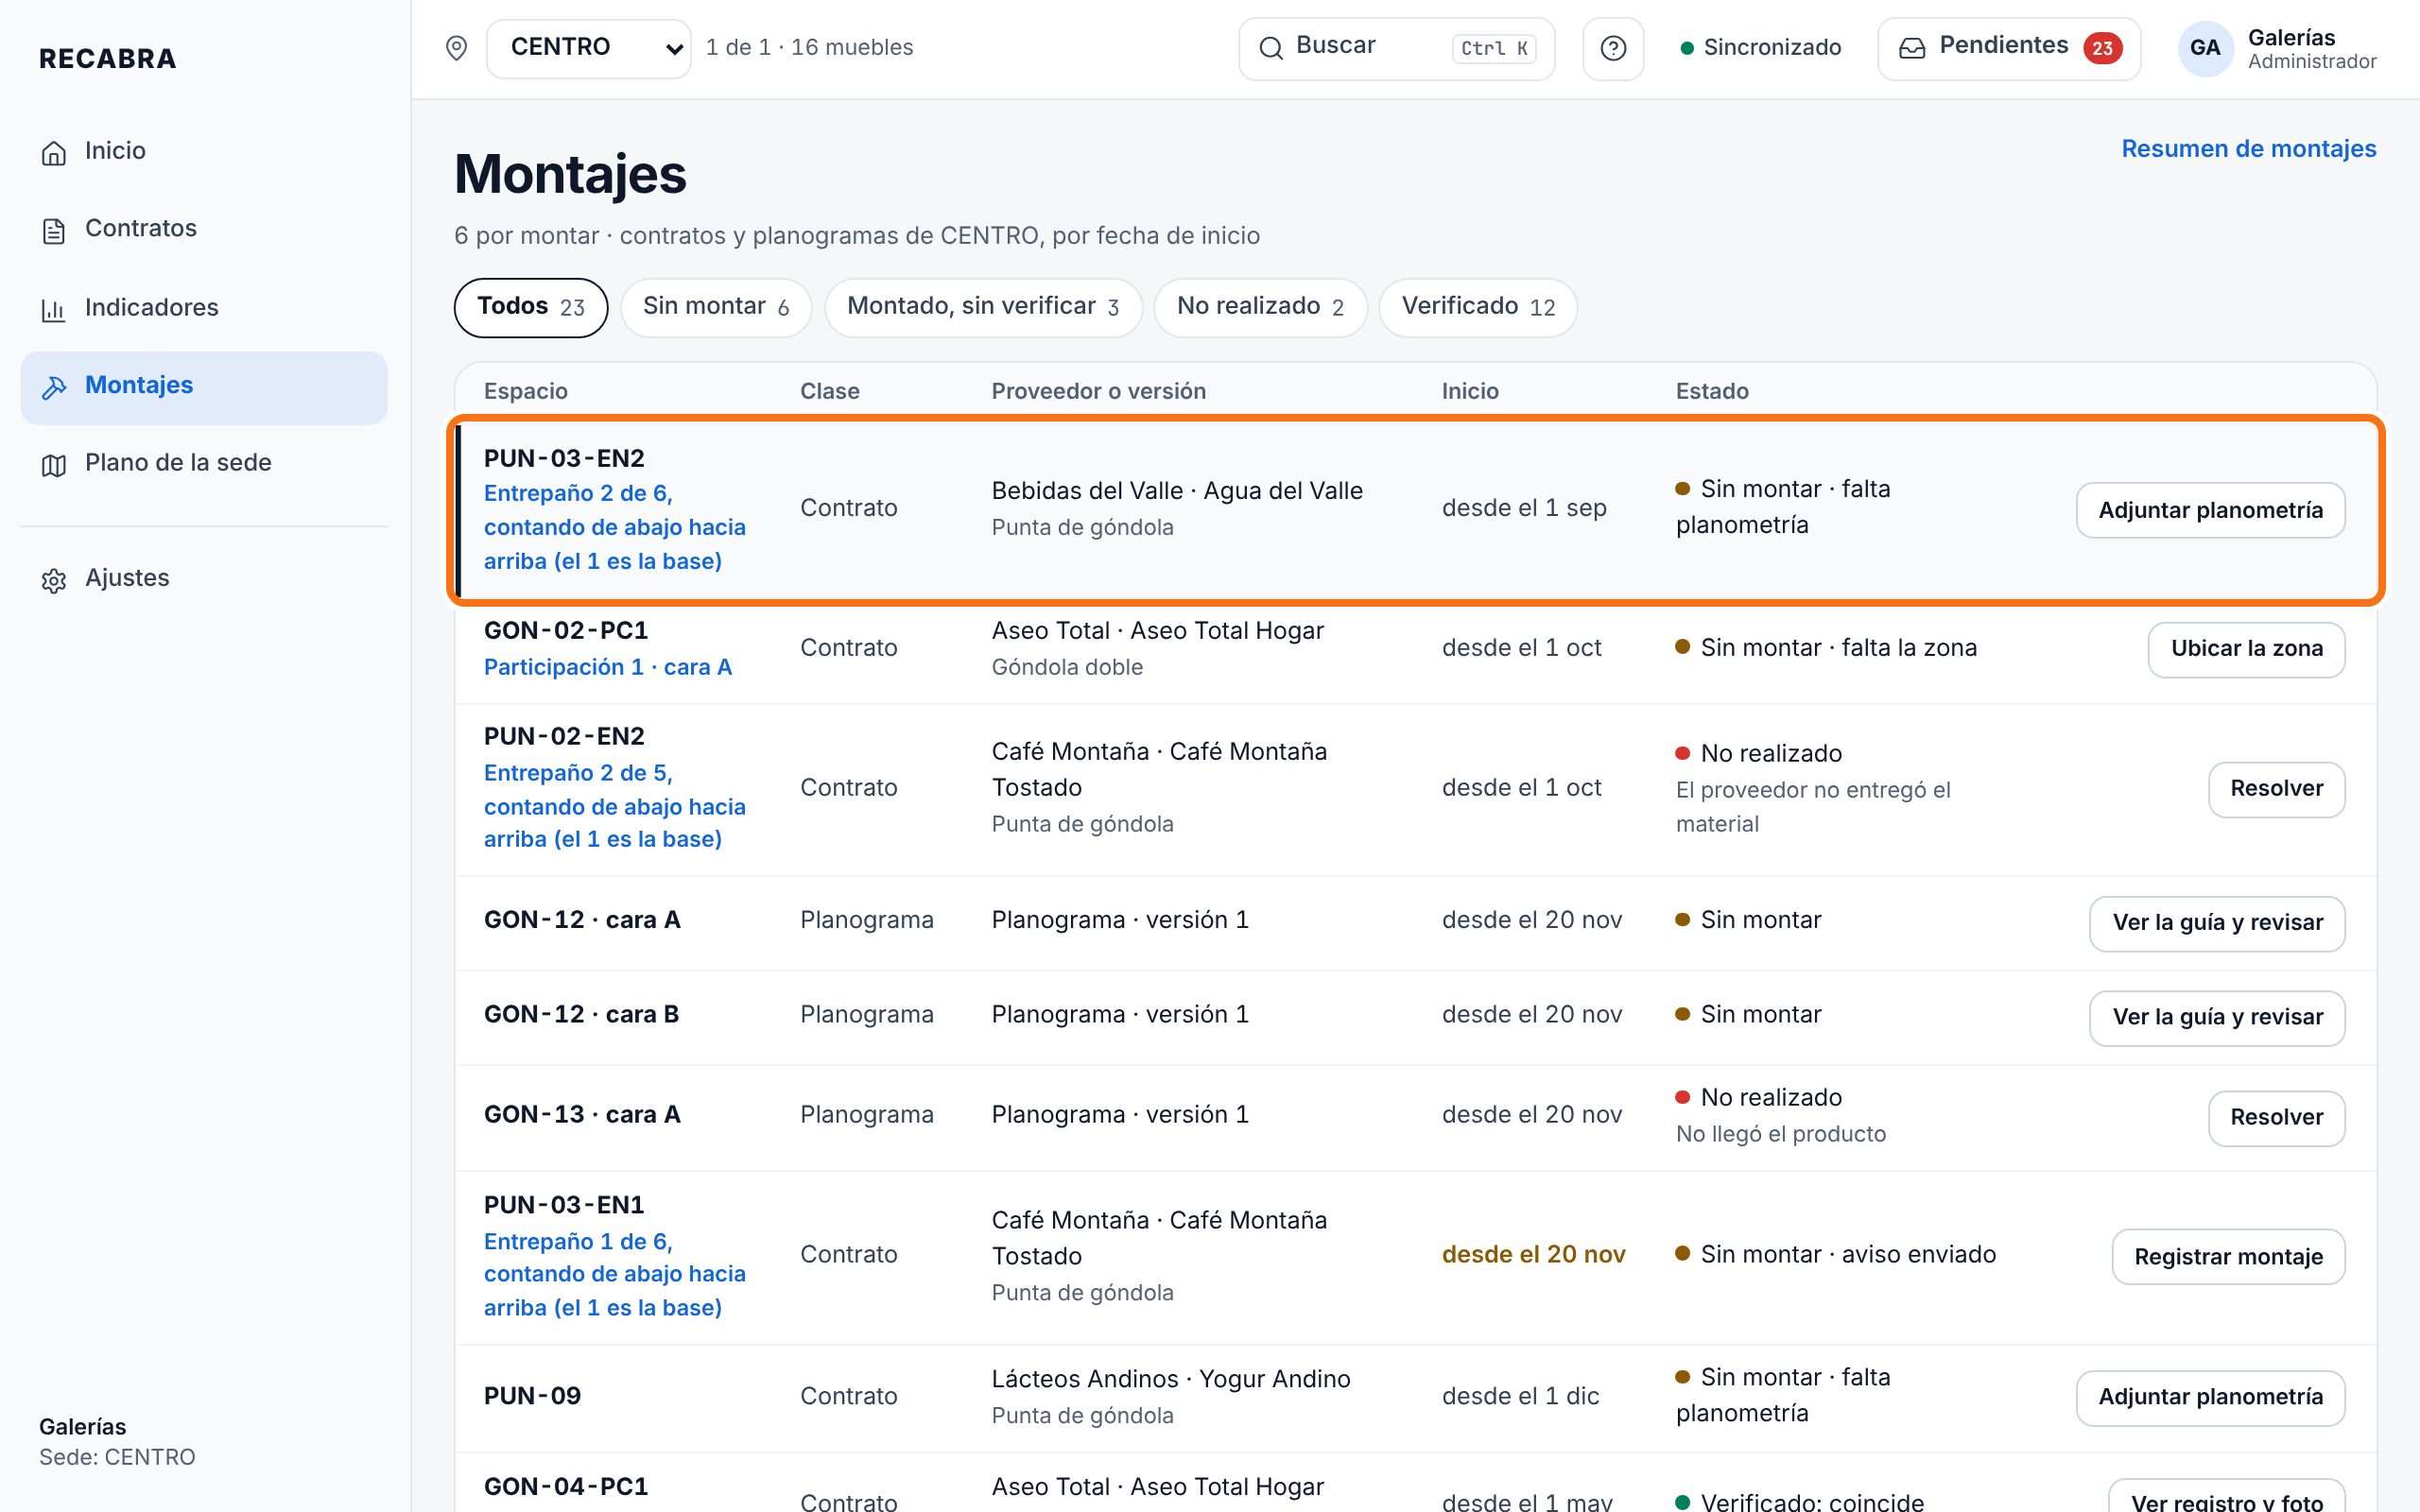 RECABRA
Inicio
Contratos
Indicadores
Montajes
Plano de la sede
Ajustes
Galerías
Sede: CENTRO
CENTRO
1 de 1 · 16 muebles
Buscar
Ctrl K
Sincronizado
Pendientes 23
GA
Galerías
Administrador
Montajes
Resumen de montajes
6 por montar · contratos y planogramas de CENTRO, por fecha de inicio
Todos 23
Sin montar 6
Montado, sin verificar 3
No realizado 2
Verificado 12
Espacio
Clase
Proveedor o versión
Inicio
Estado
PUN-03-EN2
Entrepaño 2 de 6,
contando de abajo hacia
arriba (el 1 es la base)
Contrato
Bebidas del Valle · Agua del Valle
Punta de góndola
desde el 1 sep
Sin montar · falta
planometría
Adjuntar planometría
GON-02-PC1
Participación 1 · cara A
Contrato
Aseo Total · Aseo Total Hogar
Góndola doble
desde el 1 oct
Sin montar · falta la zona
Ubicar la zona
PUN-02-EN2
Entrepaño 2 de 5,
contando de abajo hacia
arriba (el 1 es la base)
Contrato
Café Montaña · Café Montaña
Tostado
Punta de góndola
desde el 1 oct
No realizado
El proveedor no entregó el
material
Resolver
GON-12 · cara A
Planograma
Planograma · versión 1
desde el 20 nov
Sin montar
Ver la guía y revisar
GON-12 · cara B
Planograma
Planograma · versión 1
desde el 20 nov
Sin montar
Ver la guía y revisar
GON-13 · cara A
Planograma
Planograma · versión 1
desde el 20 nov
No realizado
No llegó el producto
Resolver
PUN-03-EN1
Entrepaño 1 de 6,
contando de abajo hacia
arriba (el 1 es la base)
Contrato
Café Montaña · Café Montaña
Tostado
Punta de góndola
desde el 20 nov
Sin montar · aviso enviado
Registrar montaje
PUN-09
Contrato
Lácteos Andinos · Yogur Andino
Punta de góndola
desde el 1 dic
Sin montar · falta
planometría
Adjuntar planometría
GON-04-PC1
Contrato
Aseo Total · Aseo Total Hogar
desde el 1 may
Verificado: coincide
Ver registro y foto